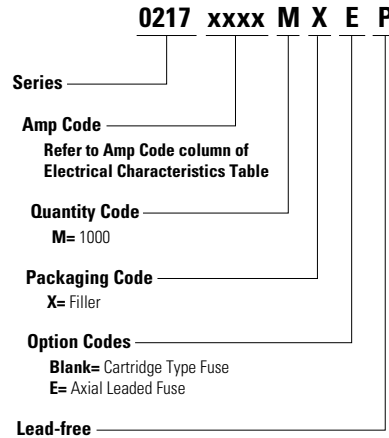 0217 xxxx M X E P
Series
Amp Code
Refer to Amp Code column of
Electrical Characteristics Table
Quantity Code
M= 1000
Packaging Code
X= Filler
Option Codes
Blank= Cartridge Type Fuse
E= Axial Leaded Fuse
Lead-free